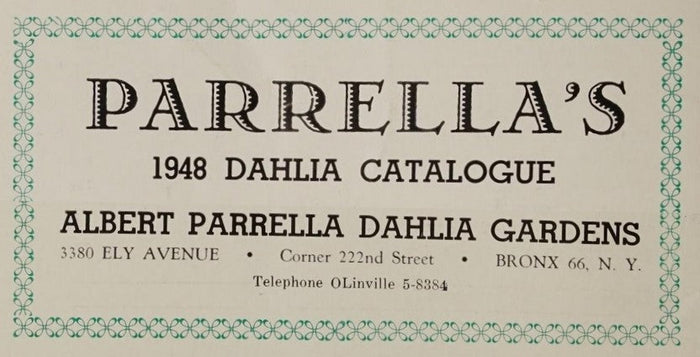 PARRELLA'S
1948 DAHLIA CATALOGUE
ALBERT PARRELLA DAHLIA GARDENS
3380 ELY AVENUE • Corner 222nd Street • BRONX 66, N. Y.
Telephone OLinville 5-8384